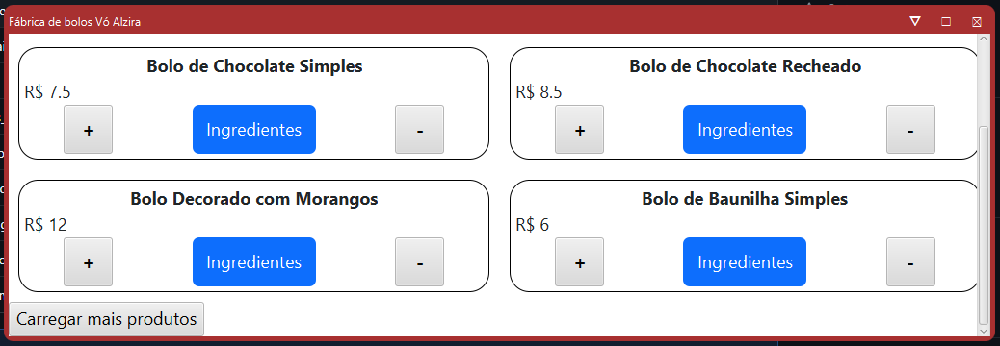 Fábrica de bolos Vó Alzira
Bolo de Chocolate Simples
R$ 7.5
+ Ingredientes -
Bolo de Chocolate Recheado
R$ 8.5
+ Ingredientes -
Bolo Decorado com Morangos
R$ 12
+ Ingredientes -
Bolo de Baunilha Simples
R$ 6
+ Ingredientes -
Carregar mais produtos